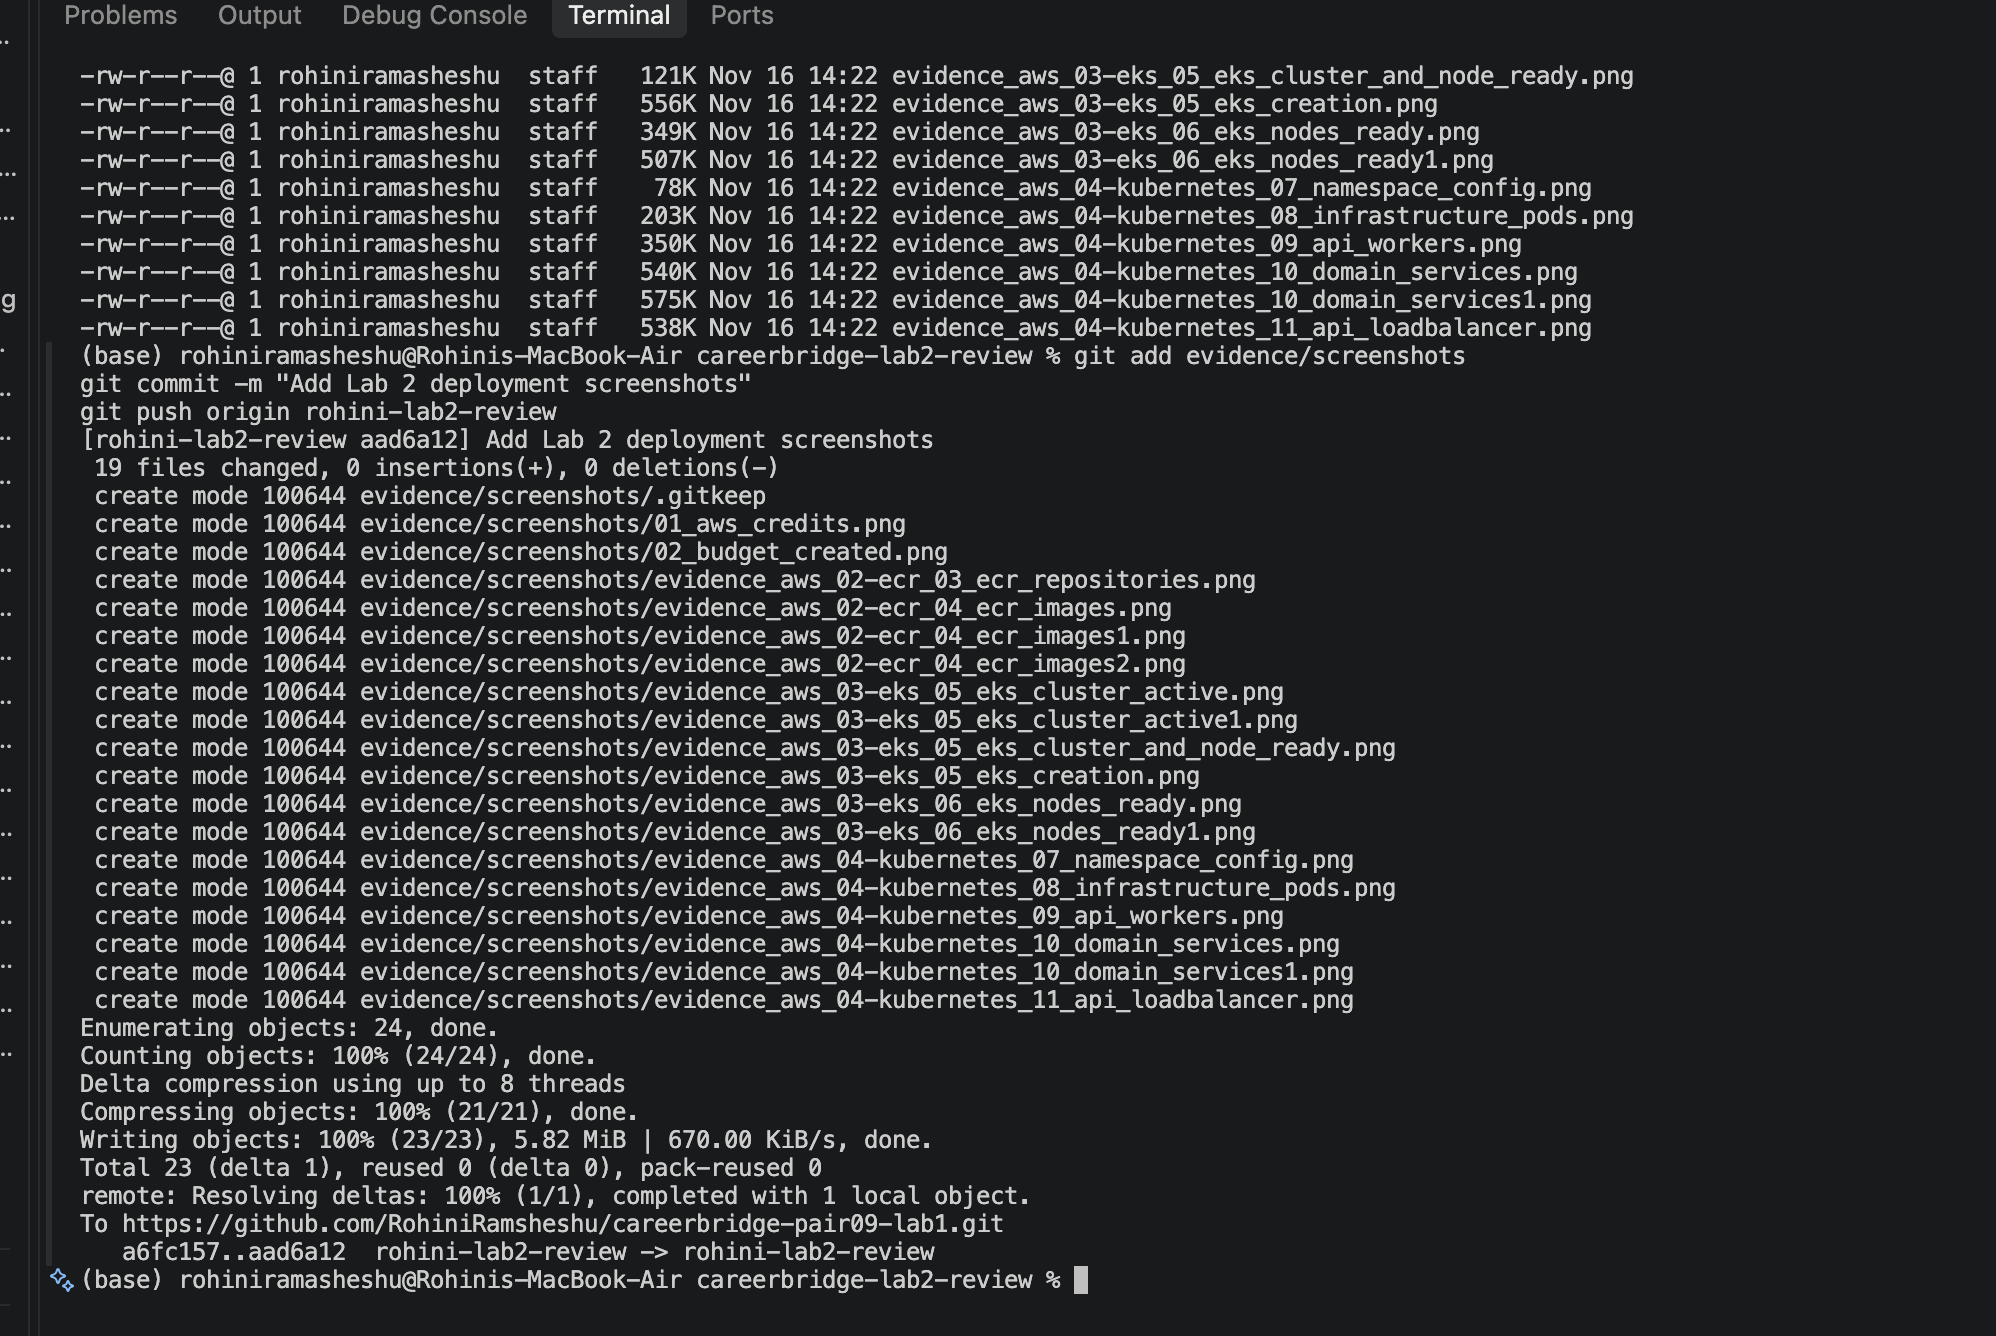 Problems Output Debug Console Terminal Ports
-rw-r--r--@ 1 rohiniramasheshu  staff   121K Nov 16 14:22 evidence_aws_03-eks_05_eks_cluster_and_node_ready.png
-rw-r--r--@ 1 rohiniramasheshu  staff   556K Nov 16 14:22 evidence_aws_03-eks_05_eks_creation.png
-rw-r--r--@ 1 rohiniramasheshu  staff   349K Nov 16 14:22 evidence_aws_03-eks_06_eks_nodes_ready.png
-rw-r--r--@ 1 rohiniramasheshu  staff   507K Nov 16 14:22 evidence_aws_03-eks_06_eks_nodes_ready1.png
-rw-r--r--@ 1 rohiniramasheshu  staff    78K Nov 16 14:22 evidence_aws_04-kubernetes_07_namespace_config.png
-rw-r--r--@ 1 rohiniramasheshu  staff   203K Nov 16 14:22 evidence_aws_04-kubernetes_08_infrastructure_pods.png
-rw-r--r--@ 1 rohiniramasheshu  staff   350K Nov 16 14:22 evidence_aws_04-kubernetes_09_api_workers.png
-rw-r--r--@ 1 rohiniramasheshu  staff   540K Nov 16 14:22 evidence_aws_04-kubernetes_10_domain_services.png
-rw-r--r--@ 1 rohiniramasheshu  staff   575K Nov 16 14:22 evidence_aws_04-kubernetes_10_domain_services1.png
-rw-r--r--@ 1 rohiniramasheshu  staff   538K Nov 16 14:22 evidence_aws_04-kubernetes_11_api_loadbalancer.png
(base) rohiniramasheshu@Rohinis-MacBook-Air careerbridge-lab2-review % git add evidence/screenshots
git commit -m "Add Lab 2 deployment screenshots"
git push origin rohini-lab2-review
[rohini-lab2-review aad6a12] Add Lab 2 deployment screenshots
 19 files changed, 0 insertions(+), 0 deletions(-)
 create mode 100644 evidence/screenshots/.gitkeep
 create mode 100644 evidence/screenshots/01_aws_credits.png
 create mode 100644 evidence/screenshots/02_budget_created.png
 create mode 100644 evidence/screenshots/evidence_aws_02-ecr_03_ecr_repositories.png
 create mode 100644 evidence/screenshots/evidence_aws_02-ecr_04_ecr_images.png
 create mode 100644 evidence/screenshots/evidence_aws_02-ecr_04_ecr_images1.png
 create mode 100644 evidence/screenshots/evidence_aws_02-ecr_04_ecr_images2.png
 create mode 100644 evidence/screenshots/evidence_aws_03-eks_05_eks_cluster_active.png
 create mode 100644 evidence/screenshots/evidence_aws_03-eks_05_eks_cluster_active1.png
 create mode 100644 evidence/screenshots/evidence_aws_03-eks_05_eks_cluster_and_node_ready.png
 create mode 100644 evidence/screenshots/evidence_aws_03-eks_05_eks_creation.png
 create mode 100644 evidence/screenshots/evidence_aws_03-eks_06_eks_nodes_ready.png
 create mode 100644 evidence/screenshots/evidence_aws_03-eks_06_eks_nodes_ready1.png
 create mode 100644 evidence/screenshots/evidence_aws_04-kubernetes_07_namespace_config.png
 create mode 100644 evidence/screenshots/evidence_aws_04-kubernetes_08_infrastructure_pods.png
 create mode 100644 evidence/screenshots/evidence_aws_04-kubernetes_09_api_workers.png
 create mode 100644 evidence/screenshots/evidence_aws_04-kubernetes_10_domain_services.png
 create mode 100644 evidence/screenshots/evidence_aws_04-kubernetes_10_domain_services1.png
 create mode 100644 evidence/screenshots/evidence_aws_04-kubernetes_11_api_loadbalancer.png
Enumerating objects: 24, done.
Counting objects: 100% (24/24), done.
Delta compression using up to 8 threads
Compressing objects: 100% (21/21), done.
Writing objects: 100% (23/23), 5.82 MiB | 670.00 KiB/s, done.
Total 23 (delta 1), reused 0 (delta 0), pack-reused 0
remote: Resolving deltas: 100% (1/1), completed with 1 local object.
To https://github.com/RohiniRamsheshu/careerbridge-pair09-lab1.git
   a6fc157..aad6a12  rohini-lab2-review -> rohini-lab2-review
(base) rohiniramasheshu@Rohinis-MacBook-Air careerbridge-lab2-review %